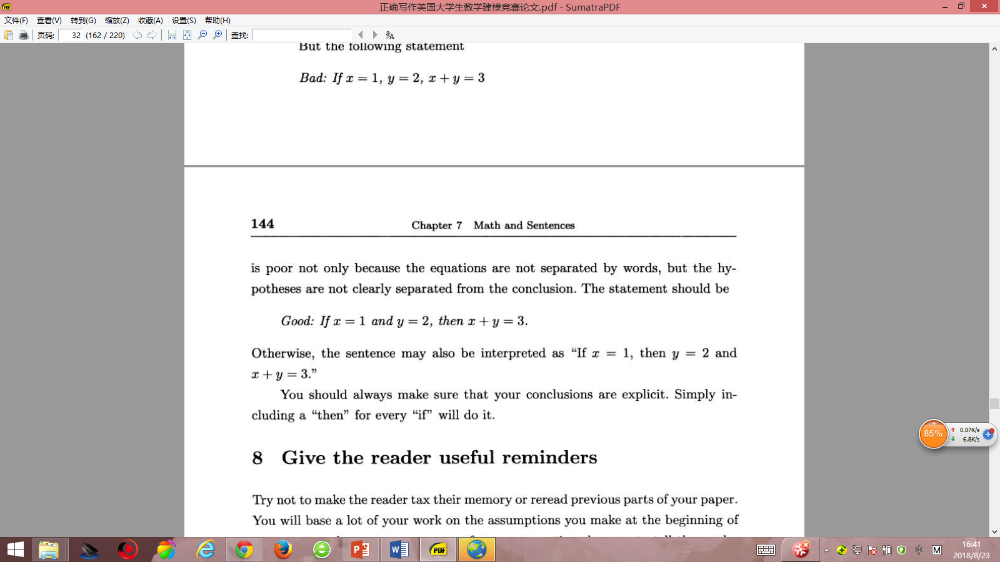 正确写作美国大学生数学建模竞赛论文.pdf - SumatraPDF
文件(F) 查看(V) 转到(G) 缩放(Z) 收藏(A) 设置(S) 帮助(H)
页码: 32 (162 / 220) 查找:
But the following statement
Bad: If x = 1, y = 2, x + y = 3
144 Chapter 7 Math and Sentences
is poor not only because the equations are not separated by words, but the hy-
potheses are not clearly separated from the conclusion. The statement should be
Good: If x = 1 and y = 2, then x + y = 3.
Otherwise, the sentence may also be interpreted as “If x = 1, then y = 2 and
x + y = 3.”
You should always make sure that your conclusions are explicit. Simply in-
cluding a “then” for every “if” will do it.
85% 0.07K/s
6.8K/s
8 Give the reader useful reminders
Try not to make the reader tax their memory or reread previous parts of your paper.
You will base a lot of your work on the assumptions you make at the beginning of
中 M 16:41
2018/8/23